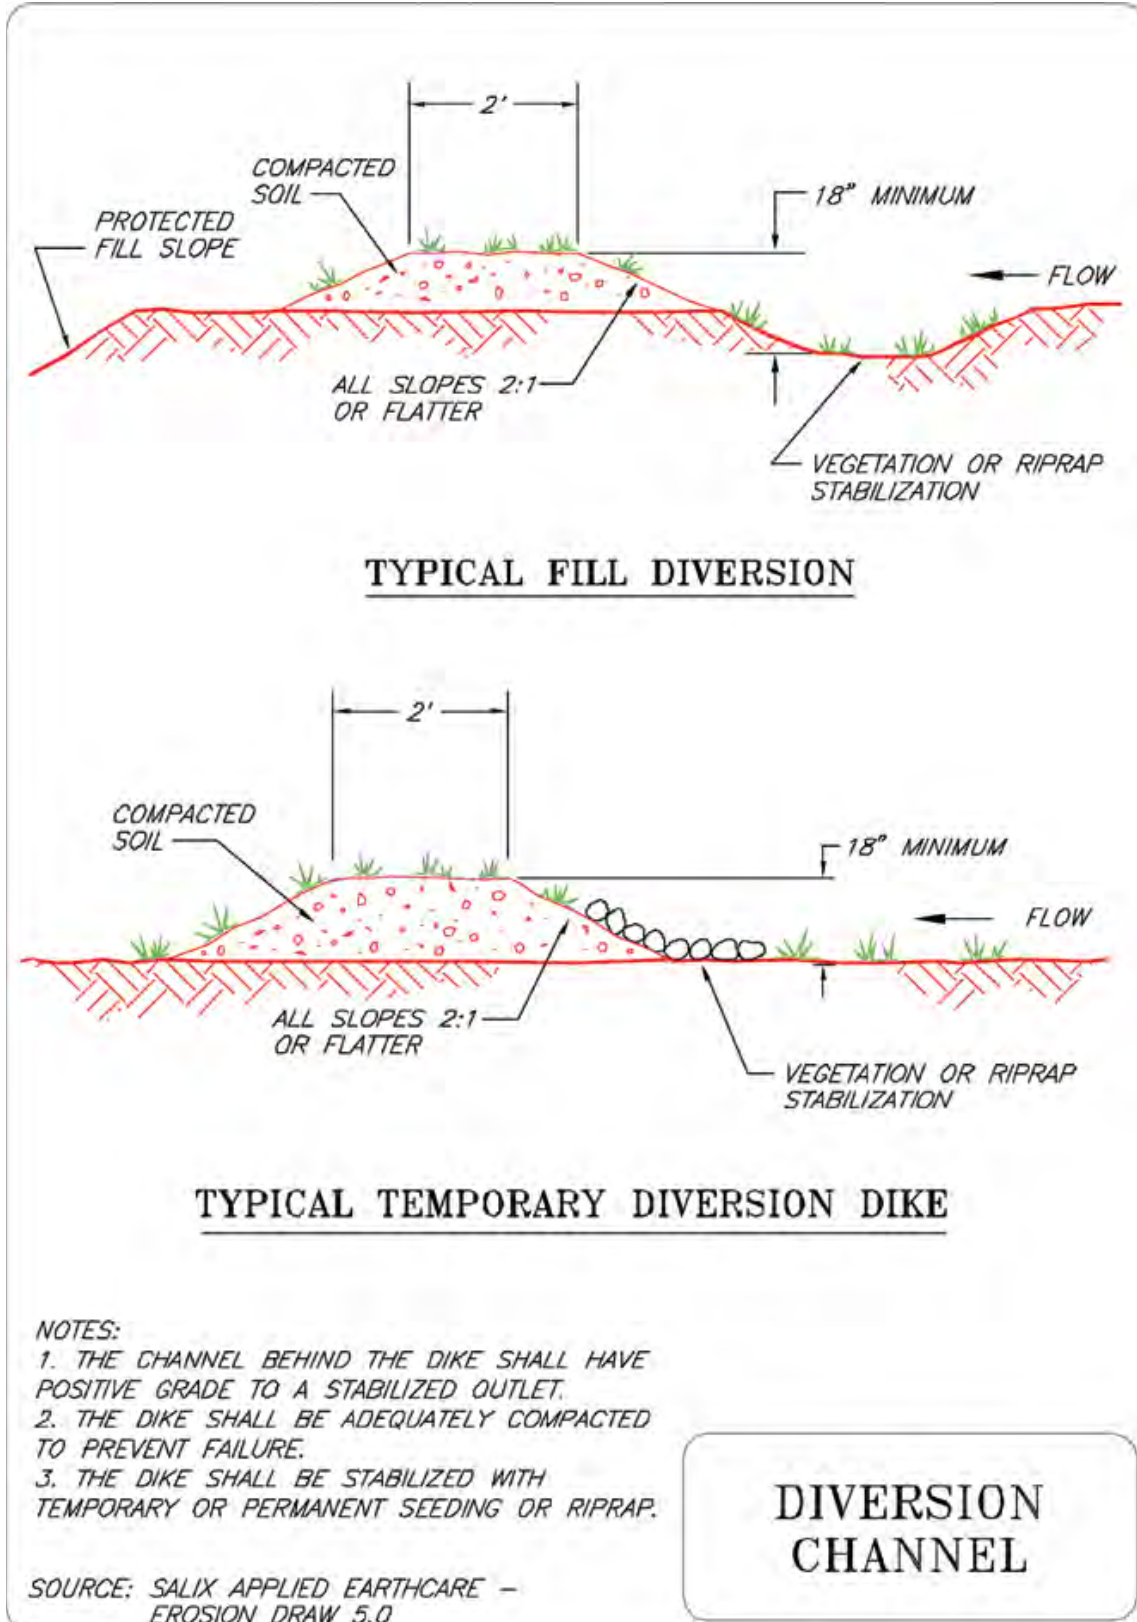 2'
COMPACTED
SOIL
18" MINIMUM
PROTECTED
FILL SLOPE
FLOW
ALL SLOPES 2:1
OR FLATTER
VEGETATION OR RIPRAP
STABILIZATION
TYPICAL FILL DIVERSION
2'
COMPACTED
SOIL
18" MINIMUM
FLOW
ALL SLOPES 2:1
OR FLATTER
VEGETATION OR RIPRAP
STABILIZATION
TYPICAL TEMPORARY DIVERSION DIKE
NOTES:
1. THE CHANNEL BEHIND THE DIKE SHALL HAVE
POSITIVE GRADE TO A STABILIZED OUTLET.
2. THE DIKE SHALL BE ADEQUATELY COMPACTED
TO PREVENT FAILURE.
3. THE DIKE SHALL BE STABILIZED WITH
TEMPORARY OR PERMANENT SEEDING OR RIPRAP.
SOURCE: SALIX APPLIED EARTHCARE –
EROSION DRAW 5.0
DIVERSION
CHANNEL